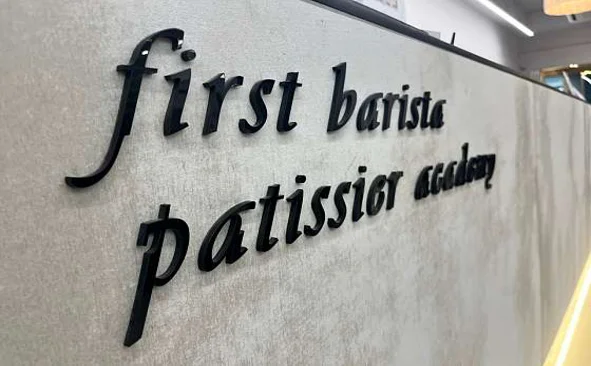 first barista
patissier academy